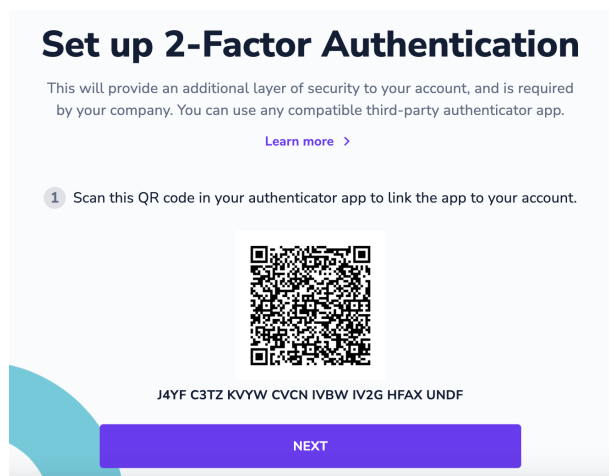 Set up 2-Factor Authentication
This will provide an additional layer of security to your account, and is required
by your company. You can use any compatible third-party authenticator app.
Learn more
1 Scan this QR code in your authenticator app to link the app to your account.
J4YF C3TZ KVYW CVCN IVBW IV2G HFAX UNDF
NEXT